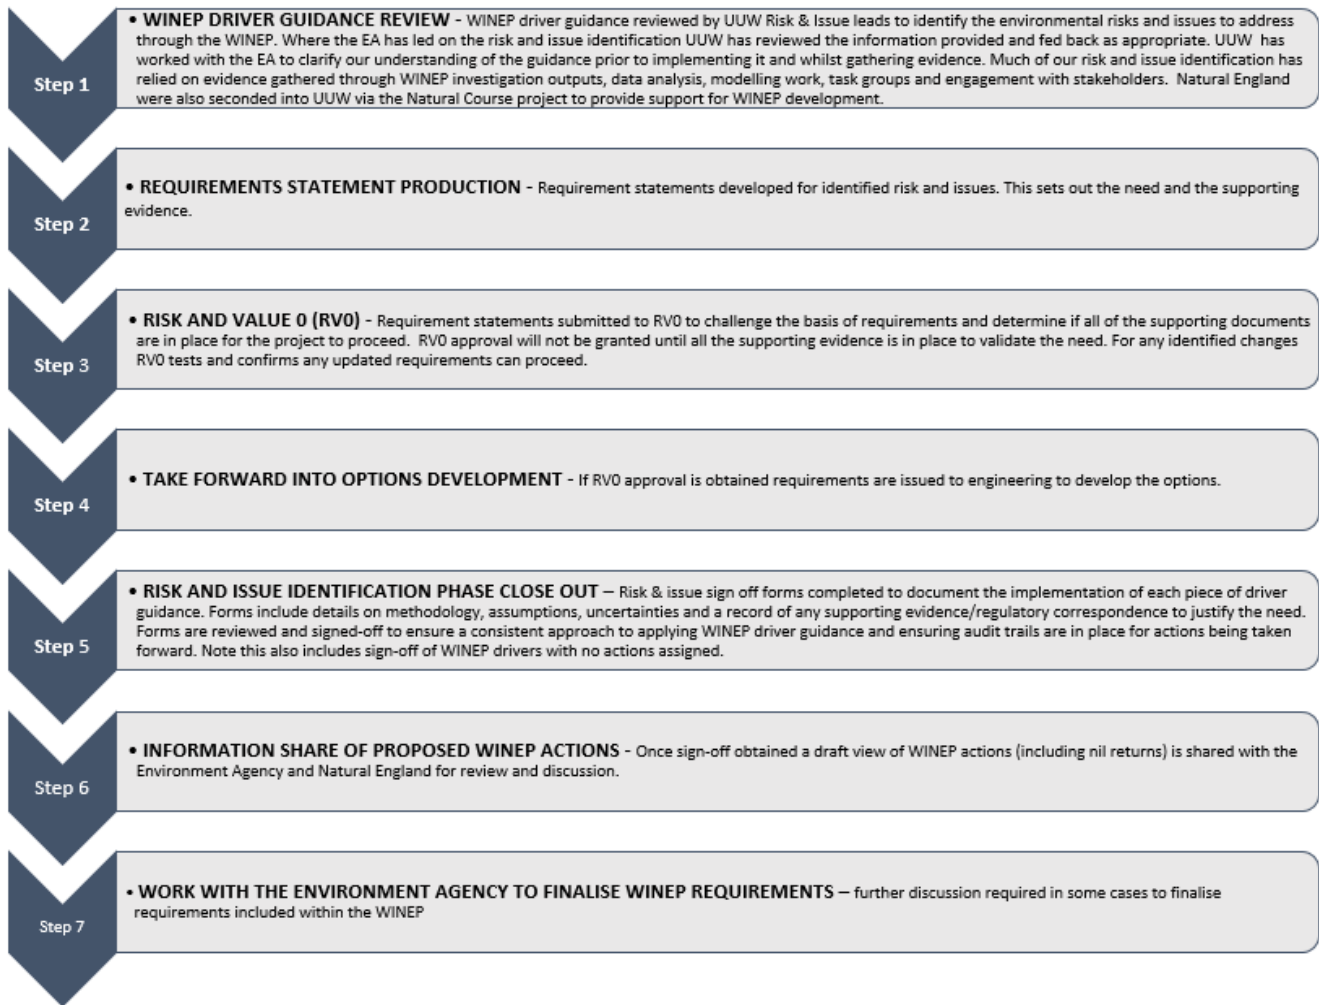 Step 1
• WINEP DRIVER GUIDANCE REVIEW - WINEP driver guidance reviewed by UUW Risk & Issue leads to identify the environmental risks and issues to address
through the WINEP. Where the EA has led on the risk and issue identification UUW has reviewed the information provided and fed back as appropriate. UUW has
worked with the EA to clarify our understanding of the guidance prior to implementing it and whilst gathering evidence. Much of our risk and issue identification has
relied on evidence gathered through WINEP investigation outputs, data analysis, modelling work, task groups and engagement with stakeholders. Natural England
were also seconded into UUW via the Natural Course project to provide support for WINEP development.
Step 2
• REQUIREMENTS STATEMENT PRODUCTION - Requirement statements developed for identified risk and issues. This sets out the need and the supporting
evidence.
Step 3
• RISK AND VALUE 0 (RV0) - Requirement statements submitted to RV0 to challenge the basis of requirements and determine if all of the supporting documents
are in place for the project to proceed. RV0 approval will not be granted until all the supporting evidence is in place to validate the need. For any identified changes
RV0 tests and confirms any updated requirements can proceed.
Step 4
• TAKE FORWARD INTO OPTIONS DEVELOPMENT - If RV0 approval is obtained requirements are issued to engineering to develop the options.
Step 5
• RISK AND ISSUE IDENTIFICATION PHASE CLOSE OUT – Risk & issue sign off forms completed to document the implementation of each piece of driver
guidance. Forms include details on methodology, assumptions, uncertainties and a record of any supporting evidence/regulatory correspondence to justify the need.
Forms are reviewed and signed-off to ensure a consistent approach to applying WINEP driver guidance and ensuring audit trails are in place for actions being taken
forward. Note this also includes sign-off of WINEP drivers with no actions assigned.
Step 6
• INFORMATION SHARE OF PROPOSED WINEP ACTIONS - Once sign-off obtained a draft view of WINEP actions (including nil returns) is shared with the
Environment Agency and Natural England for review and discussion.
Step 7
• WORK WITH THE ENVIRONMENT AGENCY TO FINALISE WINEP REQUIREMENTS – further discussion required in some cases to finalise
requirements included within the WINEP